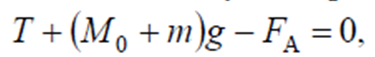 T + (M₀ + m)g − F_A = 0,